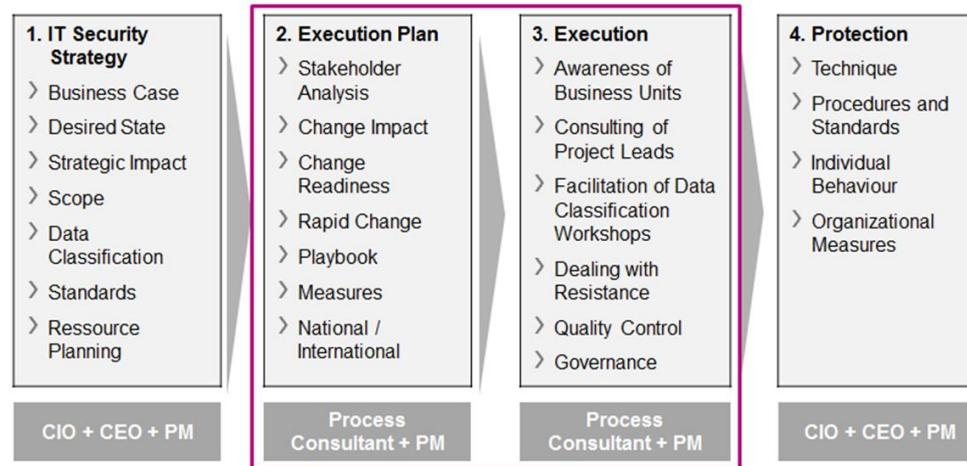 1. IT Security
Strategy
> Business Case
> Desired State
> Strategic Impact
> Scope
> Data
Classification
> Standards
> Ressource
Planning
CIO + CEO + PM
2. Execution Plan
> Stakeholder
Analysis
> Change Impact
> Change
Readiness
> Rapid Change
> Playbook
> Measures
> National /
International
Process
Consultant + PM
3. Execution
> Awareness of
Business Units
> Consulting of
Project Leads
> Facilitation of Data
Classification
Workshops
> Dealing with
Resistance
> Quality Control
> Governance
Process
Consultant + PM
4. Protection
> Technique
> Procedures and
Standards
> Individual
Behaviour
> Organizational
Measures
CIO + CEO + PM